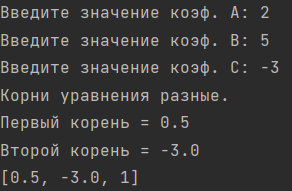 Введите значение коэф. A: 2
Введите значение коэф. B: 5
Введите значение коэф. C: -3
Корни уравнения разные.
Первый корень = 0.5
Второй корень = -3.0
[0.5, -3.0, 1]